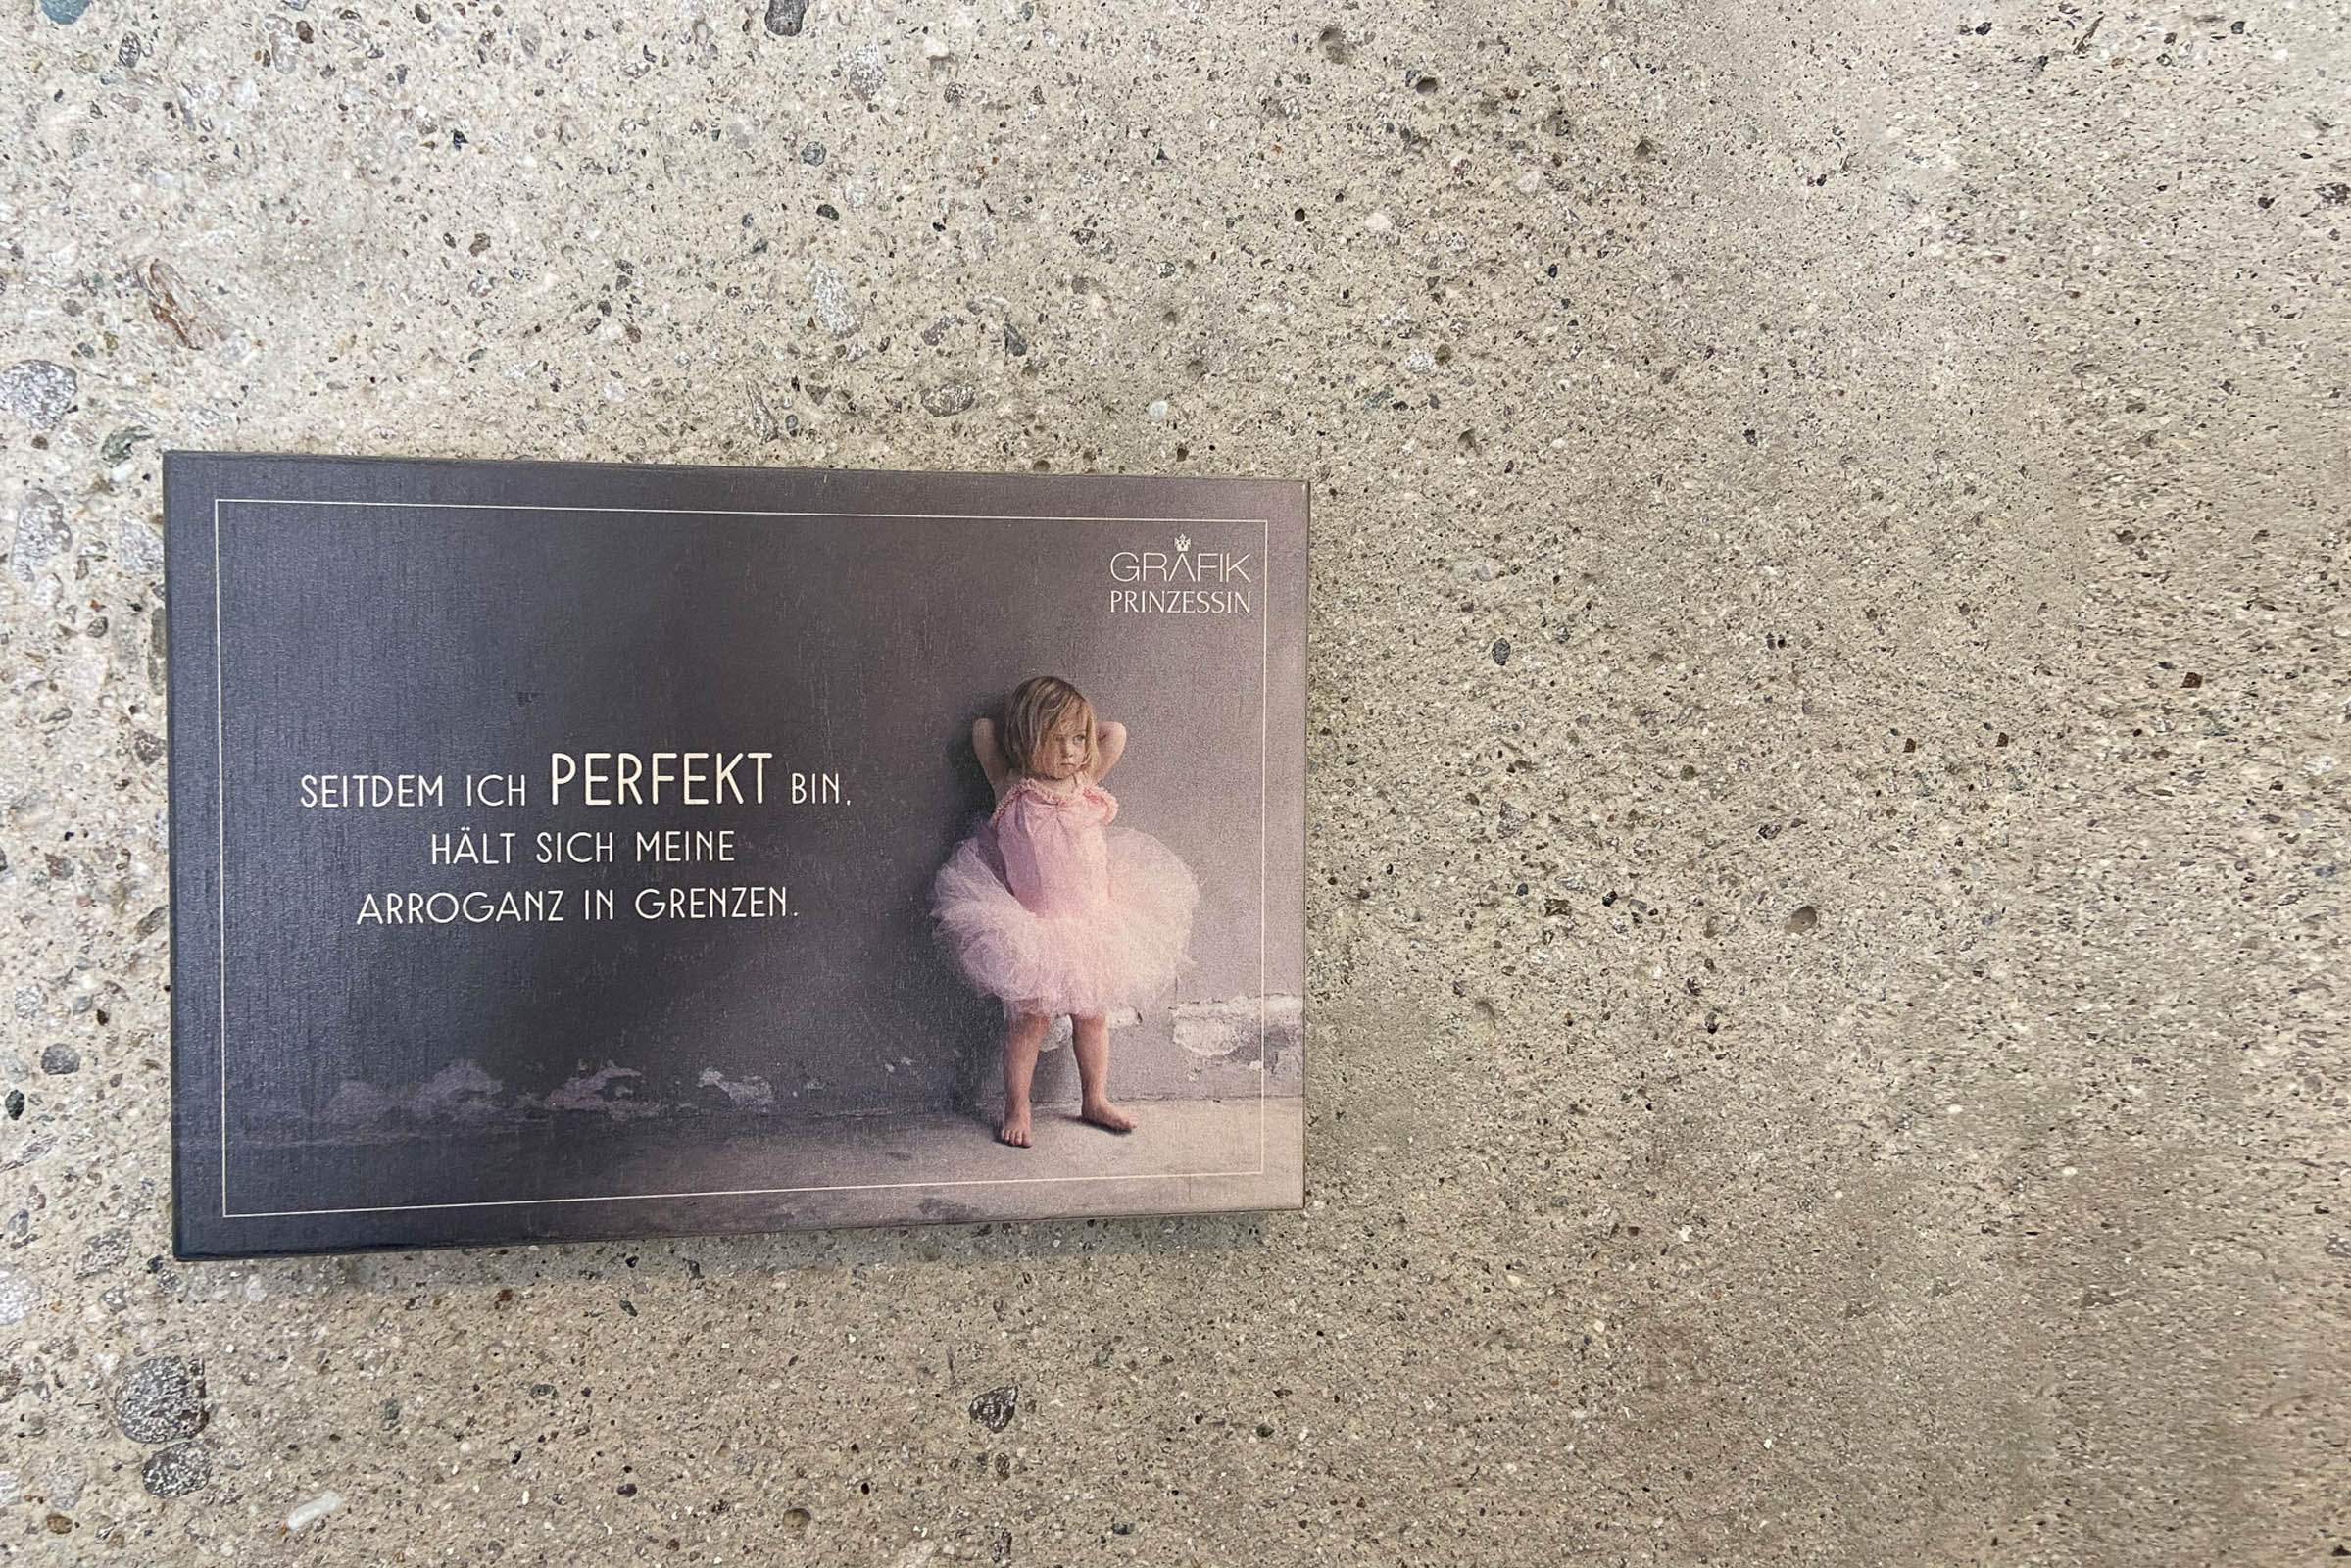 GRAFIK
PRINZESSIN
SEITDEM ICH PERFEKT BIN,
HÄLT SICH MEINE
ARROGANZ IN GRENZEN.